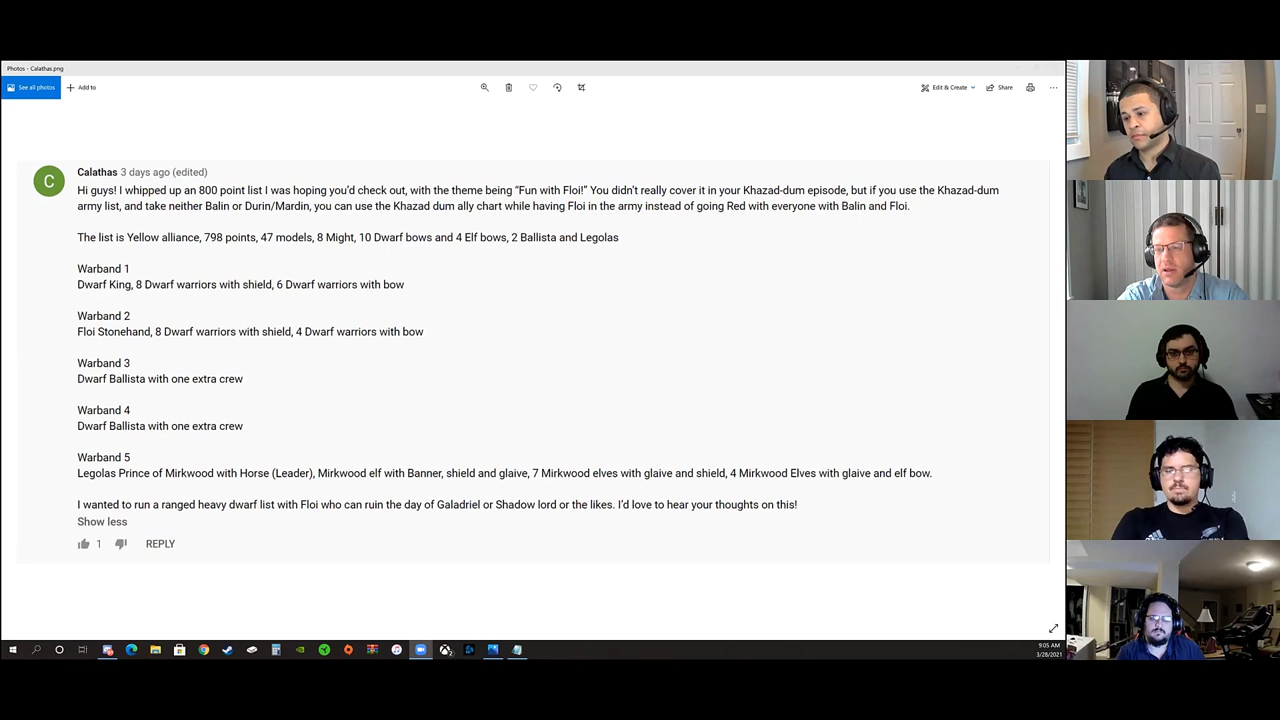 Photos - Calathas.png
See all photos
Add to
Edit & Create
Share
C
Calathas 3 days ago (edited)
Hi guys! I whipped up an 800 point list I was hoping you'd check out, with the theme being “Fun with Floi!” You didn't really cover it in your Khazad-dum episode, but if you use the Khazad-dum
army list, and take neither Balin or Durin/Mardin, you can use the Khazad dum ally chart while having Floi in the army instead of going Red with everyone with Balin and Floi.
The list is Yellow alliance, 798 points, 47 models, 8 Might, 10 Dwarf bows and 4 Elf bows, 2 Ballista and Legolas
Warband 1
Dwarf King, 8 Dwarf warriors with shield, 6 Dwarf warriors with bow
Warband 2
Floi Stonehand, 8 Dwarf warriors with shield, 4 Dwarf warriors with bow
Warband 3
Dwarf Ballista with one extra crew
Warband 4
Dwarf Ballista with one extra crew
Warband 5
Legolas Prince of Mirkwood with Horse (Leader), Mirkwood elf with Banner, shield and glaive, 7 Mirkwood elves with glaive and shield, 4 Mirkwood Elves with glaive and elf bow.
I wanted to run a ranged heavy dwarf list with Floi who can ruin the day of Galadriel or Shadow lord or the likes. I'd love to hear your thoughts on this!
Show less
1 REPLY
9:05 AM
3/28/2021